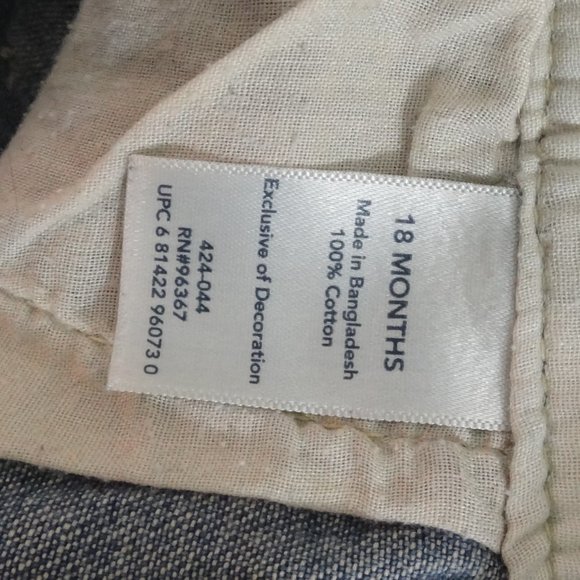 18 MONTHS
Made in Bangladesh
100% Cotton
Exclusive of Decoration
424-044
RN#96367
UPC 6 81422 96073 0